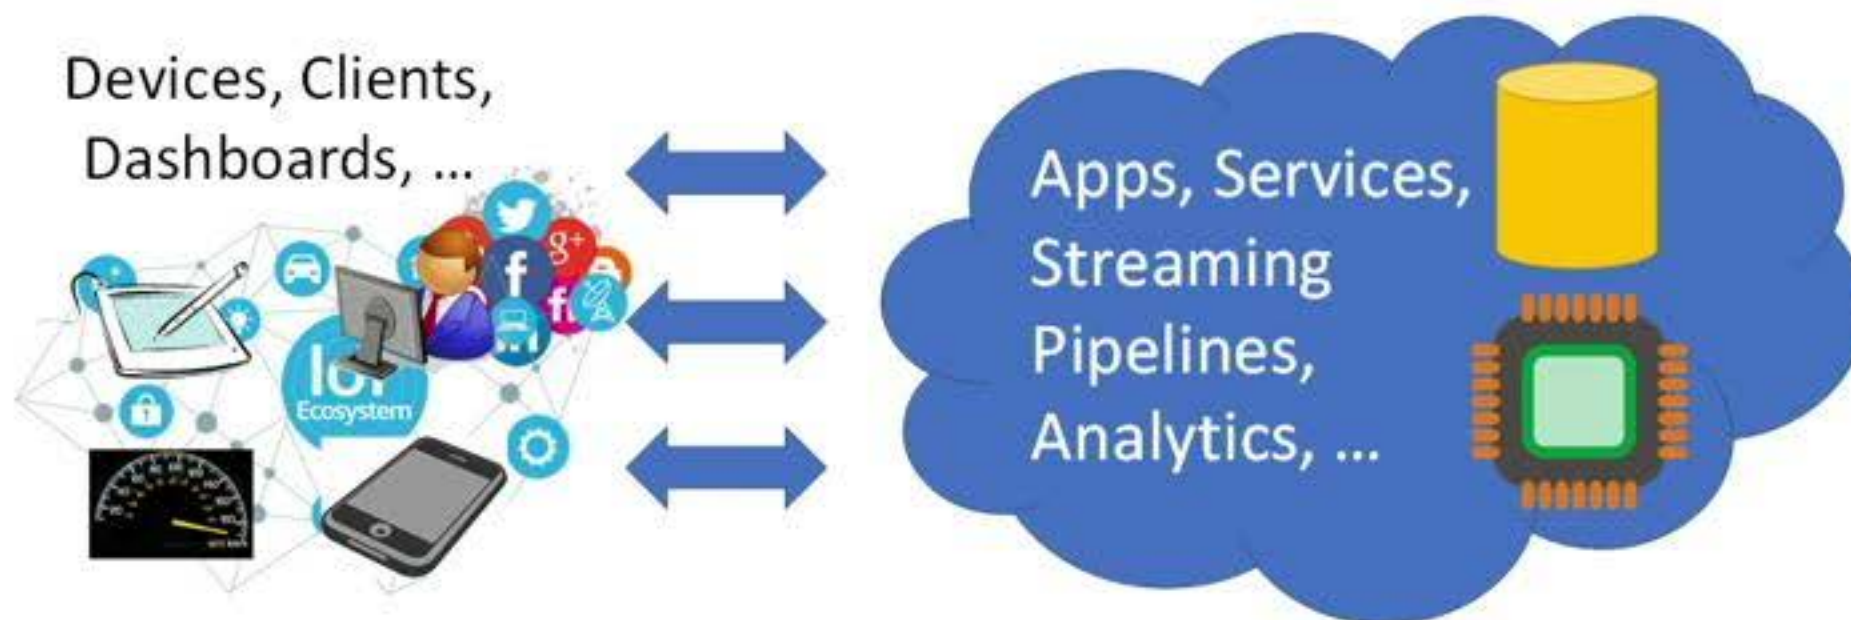 Devices, Clients,
Dashboards, ...
Apps, Services,
Streaming
Pipelines,
Analytics, ...
IoT
Ecosystem
f
g+